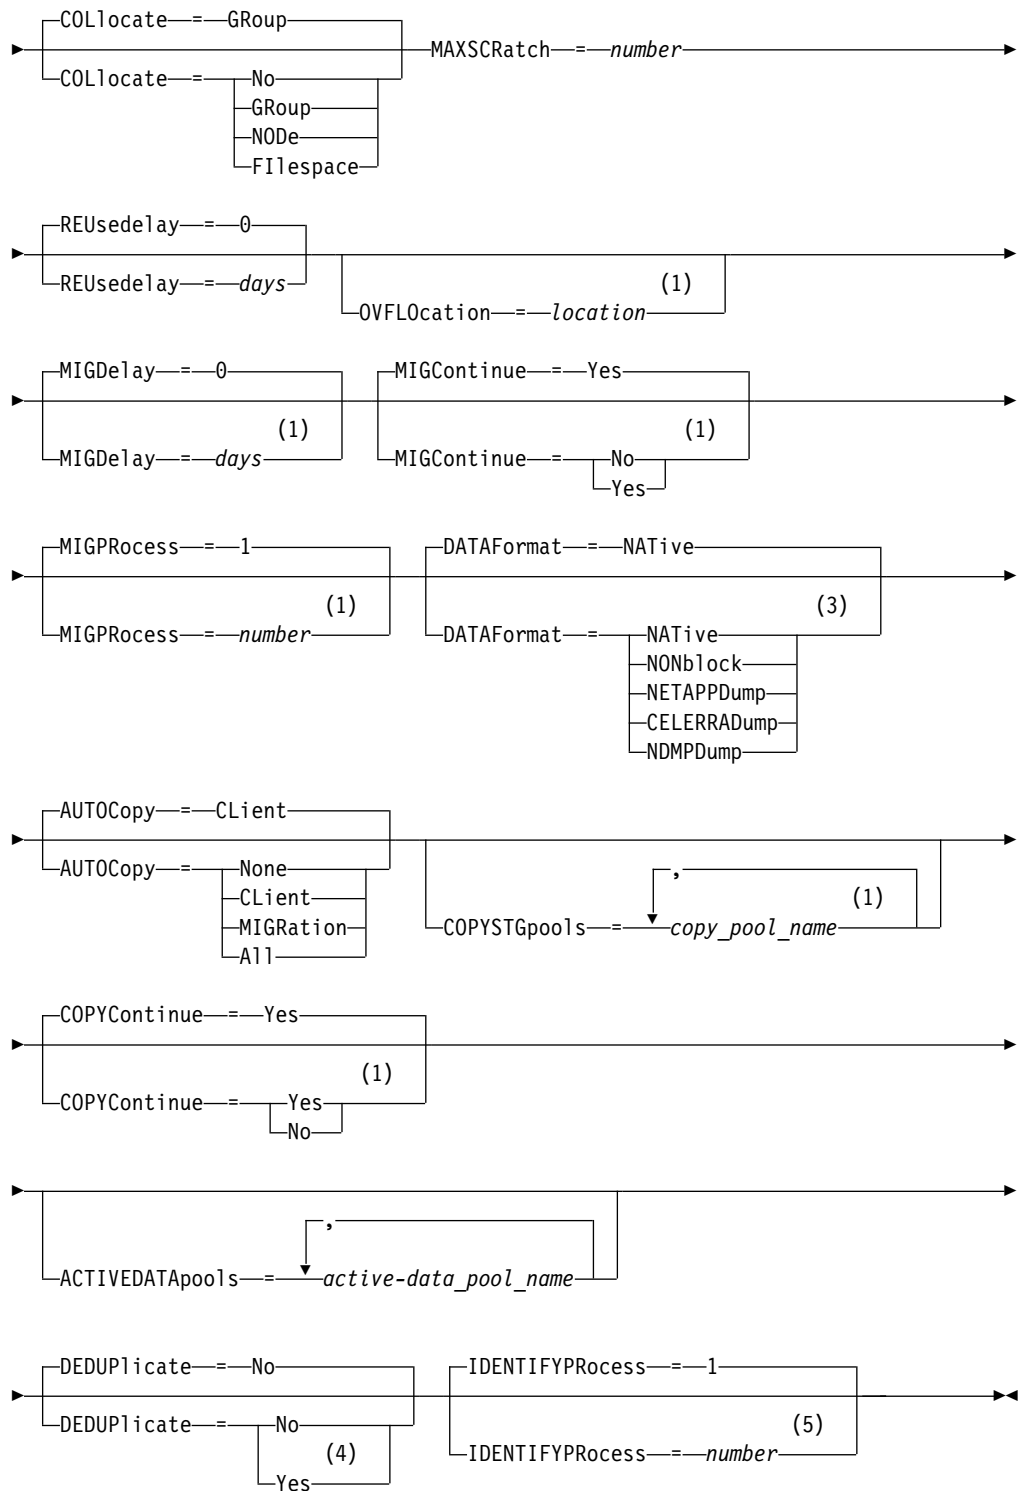 COLlocate = GRoup
MAXSCRatch = number
COLlocate = No
GRoup
NODe
FIlespace
REUsedelay = 0
REUsedelay = days
(1)
OVFLOcation = location
MIGDelay = 0
MIGContinue = Yes
(1)
MIGDelay = days
(1)
MIGContinue = No
Yes
MIGPRocess = 1
DATAFormat = NATive
(1)
MIGPRocess = number
(3)
DATAFormat = NATive
NONblock
NETAPPDump
CELERRADump
NDMPDump
AUTOCopy = CLient
AUTOCopy = None
CLient
MIGRation
All
,
(1)
COPYSTGpools = copy_pool_name
COPYContinue = Yes
(1)
COPYContinue = Yes
No
,
ACTIVEDATApools = active-data_pool_name
DEDUPlicate = No
IDENTIFYPRocess = 1
DEDUPlicate = No
(4)
Yes
(5)
IDENTIFYPRocess = number